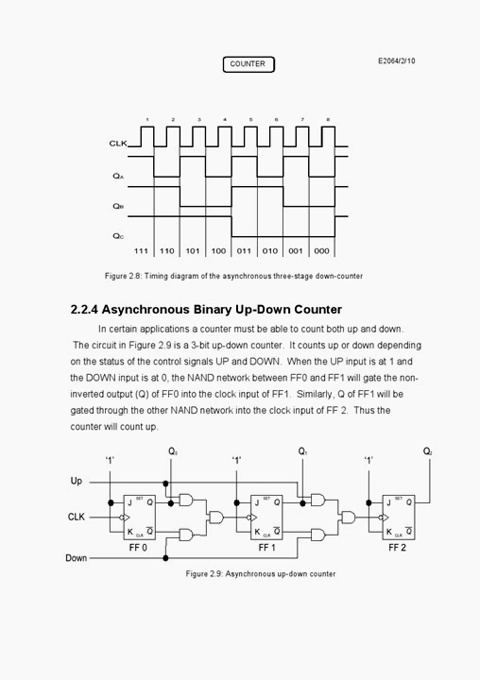 COUNTER
E2064/2/10
1 2 3 4 5 6 7 8
CLK
QA
QB
QC
111 110 101 100 011 010 001 000
Figure 2.8: Timing diagram of the asynchronous three-stage down-counter
2.2.4 Asynchronous Binary Up-Down Counter
In certain applications a counter must be able to count both up and down.
The circuit in Figure 2.9 is a 3-bit up-down counter. It counts up or down depending
on the status of the control signals UP and DOWN. When the UP input is at 1 and
the DOWN input is at 0, the NAND network between FF0 and FF1 will gate the non-
inverted output (Q) of FF0 into the clock input of FF1. Similarly, Q of FF1 will be
gated through the other NAND network into the clock input of FF 2. Thus the
counter will count up.
Q0 Q1 Q2
'1' '1' '1'
Up
J SET Q J SET Q J SET Q
CLK
K CLR Q K CLR Q K CLR Q
FF 0 FF 1 FF 2
Down
Figure 2.9: Asynchronous up-down counter